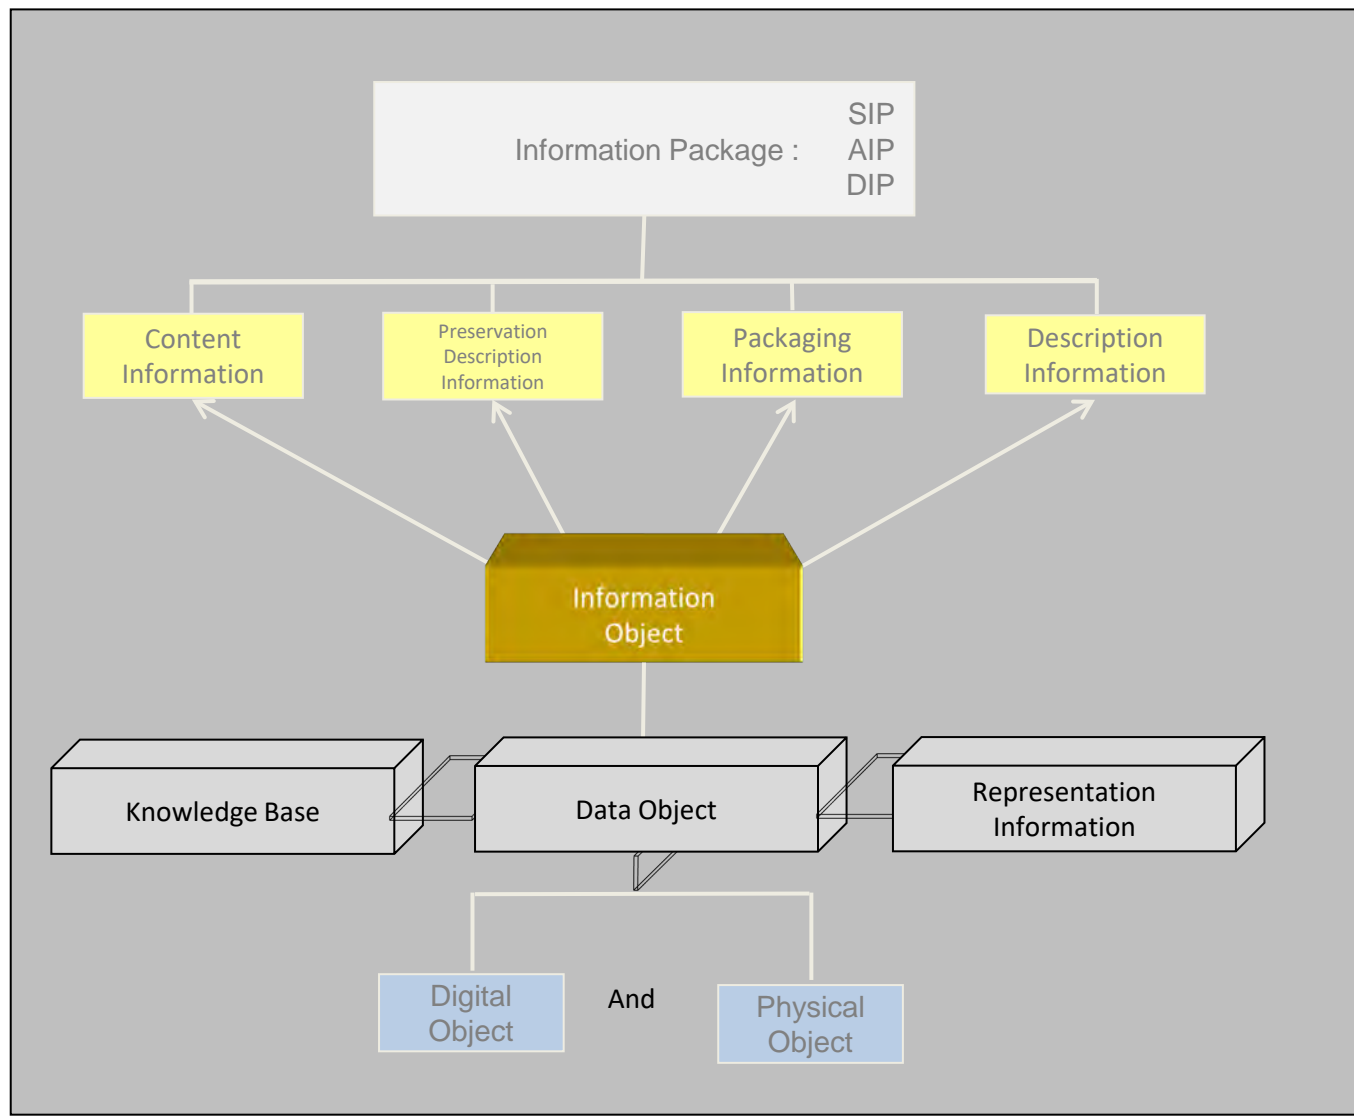 SIP
Information Package : AIP
DIP
Content
Information
Preservation
Description
Information
Packaging
Information
Description
Information
Information
Object
Knowledge Base
Data Object
Representation
Information
Digital
Object
And
Physical
Object